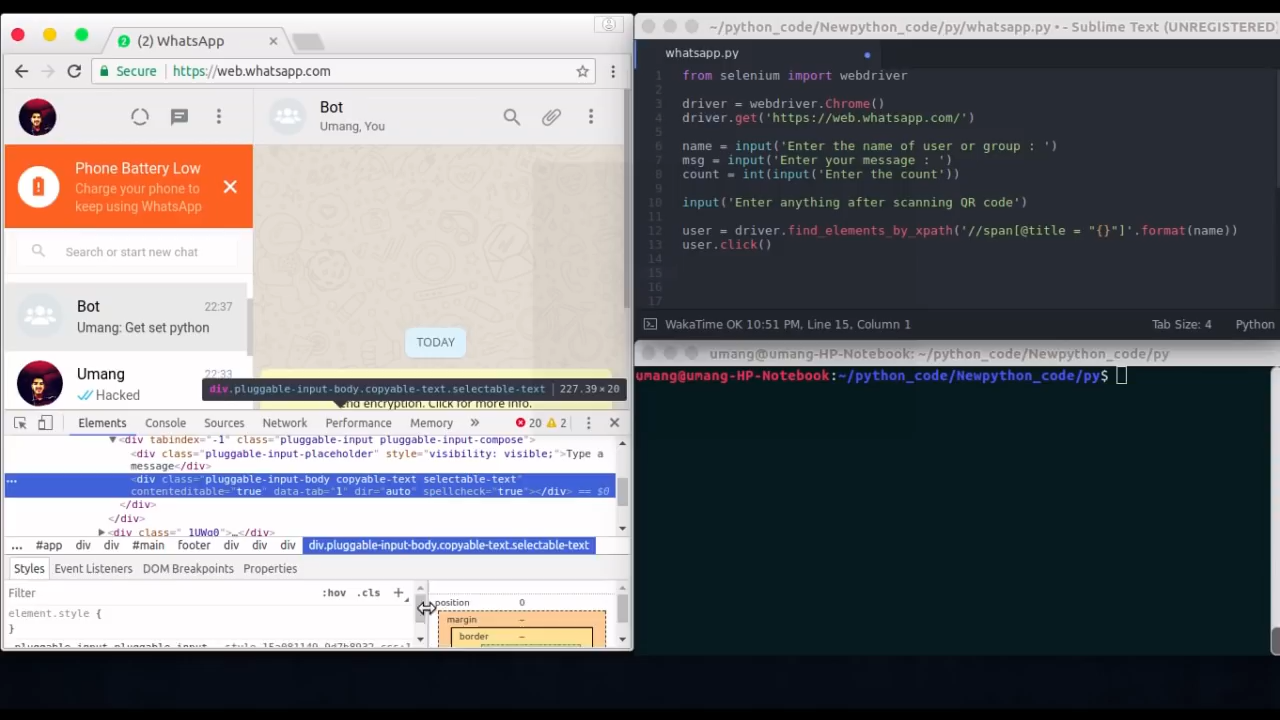 (2) WhatsApp
Secure https://web.whatsapp.com
Bot
Umang, You
Phone Battery Low
Charge your phone to
keep using WhatsApp
Search or start new chat
Bot 22:37
Umang: Get set python
Umang 22:33
Hacked
TODAY
div.pluggable-input-body.copyable-text.selectable-text 227.39 × 20
end encryption. Click for more info.
Elements Console Sources Network Performance Memory » 20 2
<div tabindex="-1" class="pluggable-input pluggable-input-compose">
<div class="pluggable-input-placeholder" style="visibility: visible;">Type a
message</div>
<div class="pluggable-input-body copyable-text selectable-text"
contenteditable="true" data-tab="1" dir="auto" spellcheck="true"></div> == $0
</div>
</div>
<div class="_1UWg0">…</div>
... #app div div #main footer div div div div.pluggable-input-body.copyable-text.selectable-text
Styles Event Listeners DOM Breakpoints Properties
Filter :hov .cls +
element.style {
}
position 0
margin –
border –
~/python_code/Newpython_code/py/whatsapp.py • - Sublime Text (UNREGISTERED)
whatsapp.py
1 from selenium import webdriver
2
3 driver = webdriver.Chrome()
4 driver.get('https://web.whatsapp.com/')
5
6 name = input('Enter the name of user or group : ')
7 msg = input('Enter your message : ')
8 count = int(input('Enter the count'))
9
10 input('Enter anything after scanning QR code')
11
12 user = driver.find_elements_by_xpath('//span[@title = "{}"]'.format(name))
13 user.click()
14
15
16
17
WakaTime OK 10:51 PM, Line 15, Column 1 Tab Size: 4 Python
umang@umang-HP-Notebook: ~/python_code/Newpython_code/py
umang@umang-HP-Notebook:~/python_code/Newpython_code/py$